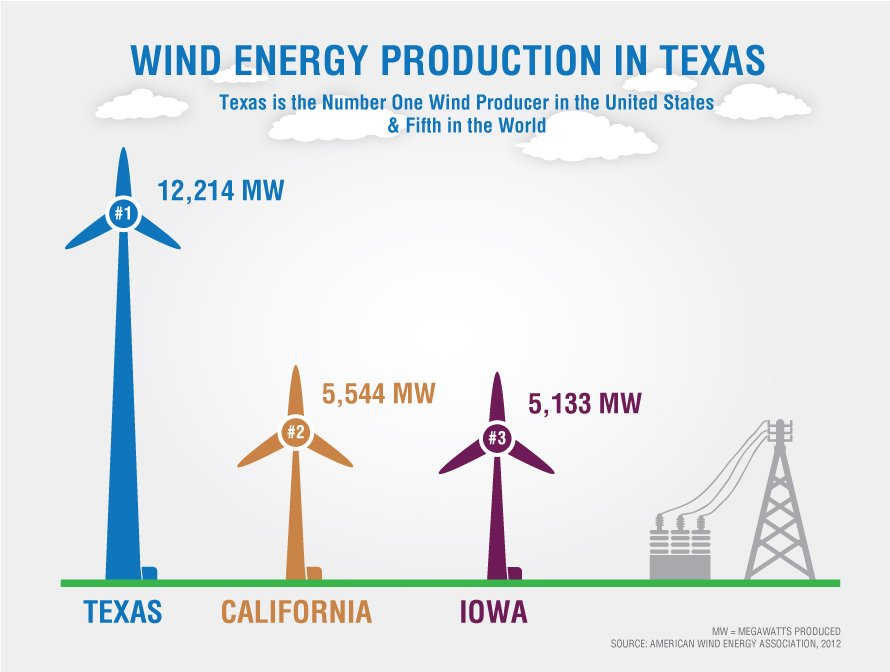 WIND ENERGY PRODUCTION IN TEXAS
Texas is the Number One Wind Producer in the United States
& Fifth in the World
#1
12,214 MW
#2
5,544 MW
#3
5,133 MW
TEXAS
CALIFORNIA
IOWA
MW = MEGAWATTS PRODUCED
SOURCE: AMERICAN WIND ENERGY ASSOCIATION, 2012